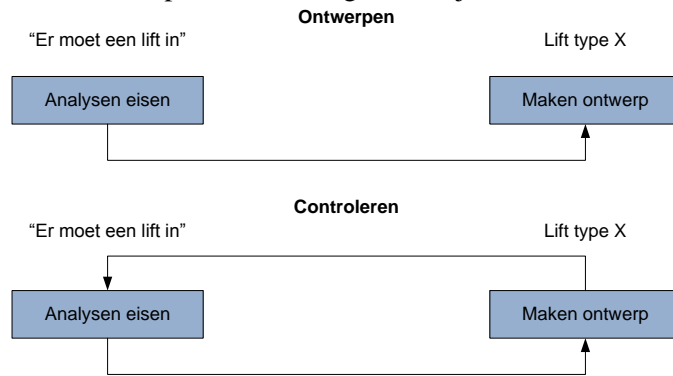 Ontwerpen
“Er moet een lift in” Lift type X
Analysen eisen Maken ontwerp
Controleren
“Er moet een lift in” Lift type X
Analysen eisen Maken ontwerp